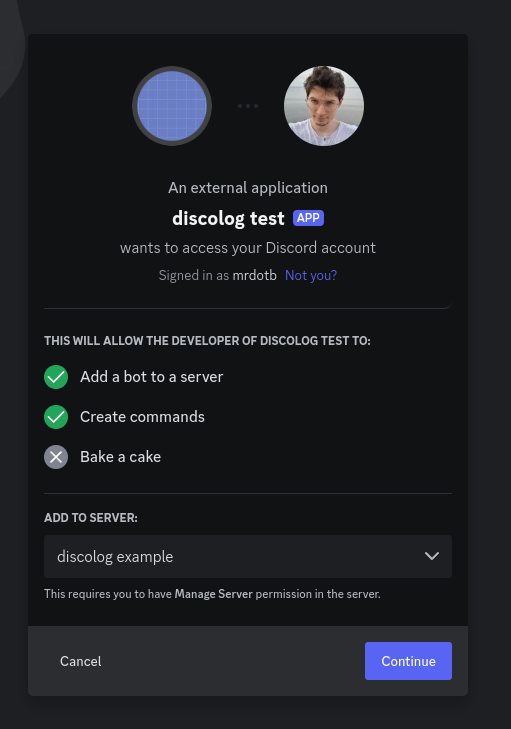 An external application
discolog test APP
wants to access your Discord account
Signed in as mrdotb Not you?
THIS WILL ALLOW THE DEVELOPER OF DISCOLOG TEST TO:
Add a bot to a server
Create commands
Bake a cake
ADD TO SERVER:
discolog example
This requires you to have Manage Server permission in the server.
Cancel Continue